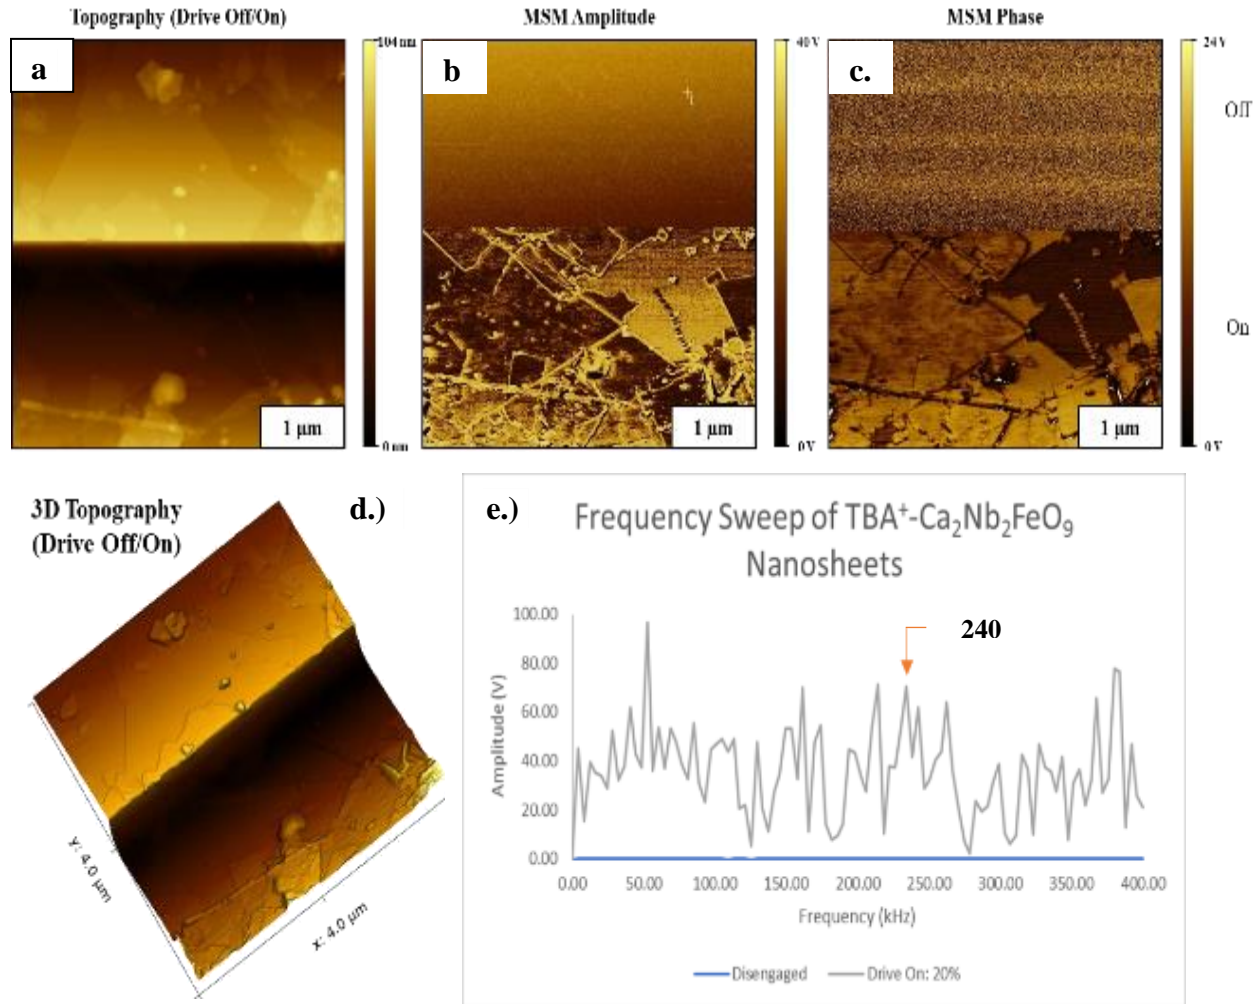 Topography (Drive Off/On)
MSM Amplitude
MSM Phase
a
104 nm
0 nm
1 µm
b
40 V
0 V
1 µm
c.
24 V
0 V
1 µm
Off
On
3D Topography
(Drive Off/On)
d.)
y: 4.0 µm
x: 4.0 µm
e.)
Frequency Sweep of TBA⁺-Ca₂Nb₂FeO₉
Nanosheets
240
Amplitude (V)
100.00
80.00
60.00
40.00
20.00
0.00
0.00 50.00 100.00 150.00 200.00 250.00 300.00 350.00 400.00
Frequency (kHz)
Disengaged Drive On: 20%